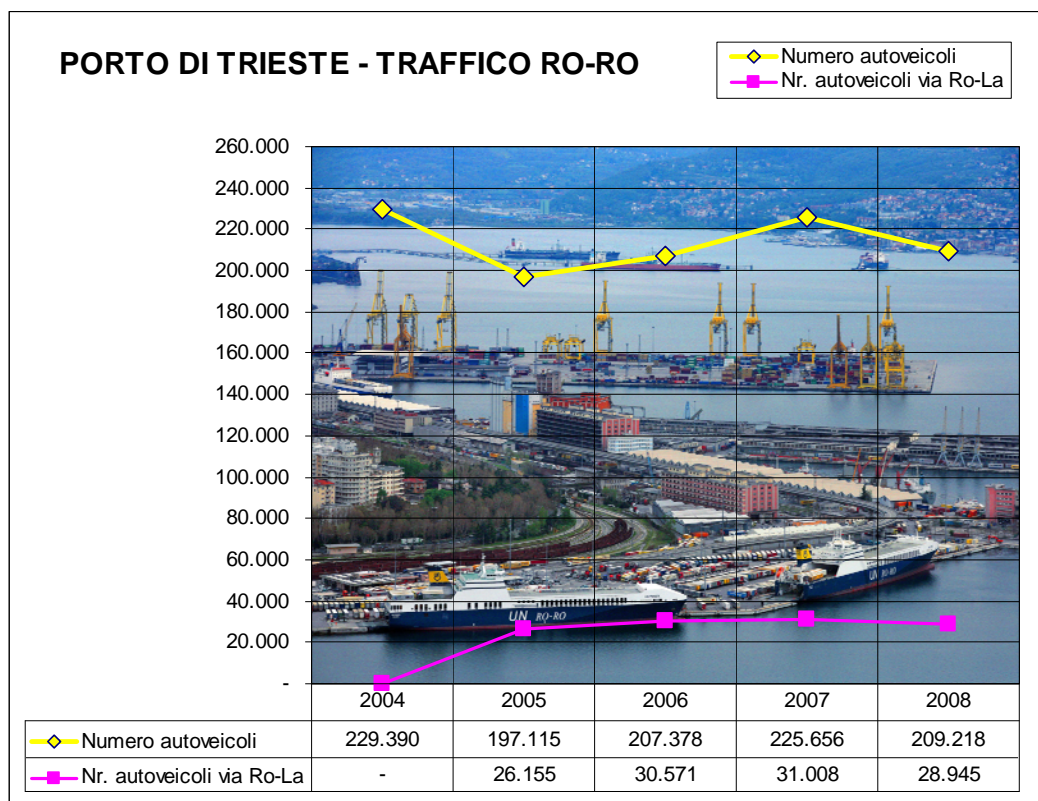 PORTO DI TRIESTE - TRAFFICO RO-RO
Numero autoveicoli
Nr. autoveicoli via Ro-La
260.000
240.000
220.000
200.000
180.000
160.000
140.000
120.000
100.000
80.000
60.000
40.000
20.000
-
UN RO-RO
UN RO-RO
2004 2005 2006 2007 2008
Numero autoveicoli 229.390 197.115 207.378 225.656 209.218
Nr. autoveicoli via Ro-La - 26.155 30.571 31.008 28.945